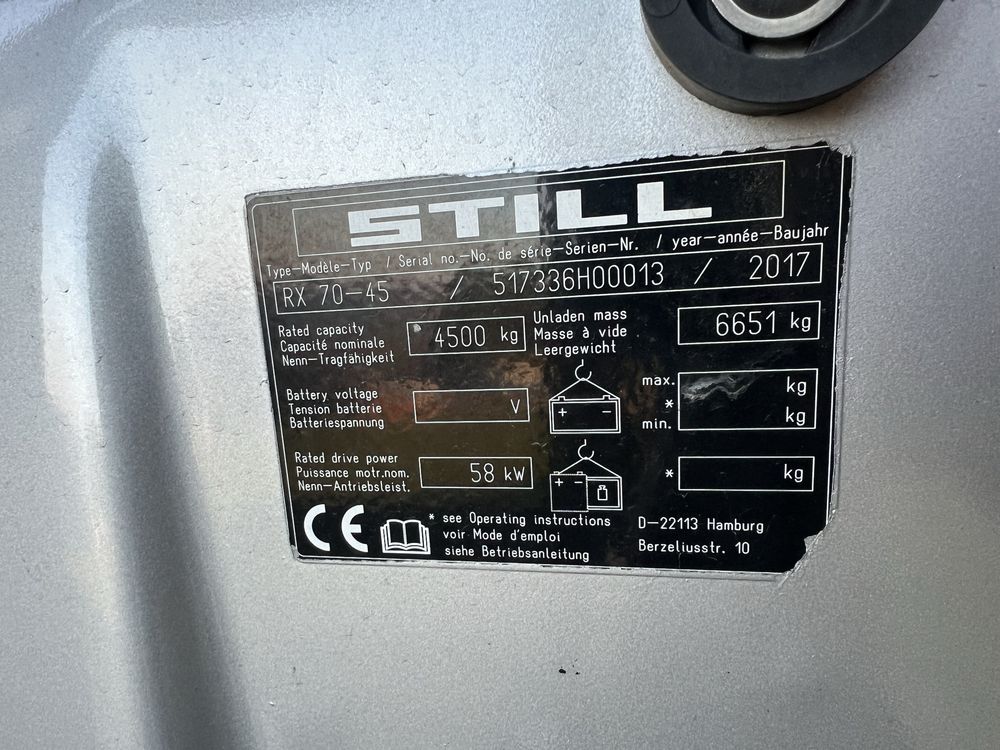 STILL
Type-Modèle-Typ / Serial no.-No. de série-Serien-Nr. / year-année-Baujahr
RX 70-45 / 517336H00013 / 2017
Rated capacity
Capacité nominale
Nenn-Tragfähigkeit
4500 kg
Unladen mass
Masse à vide
Leergewicht
6651 kg
Battery voltage
Tension batterie
Batteriespannung
V
+ -
max.
*
min.
kg
kg
Rated drive power
Puissance motr.nom.
Nenn-Antriebsleist.
58 kW
+ -
* kg
CE
* see Operating instructions
voir Mode d'emploi
siehe Betriebsanleitung
D-22113 Hamburg
Berzeliusstr. 10